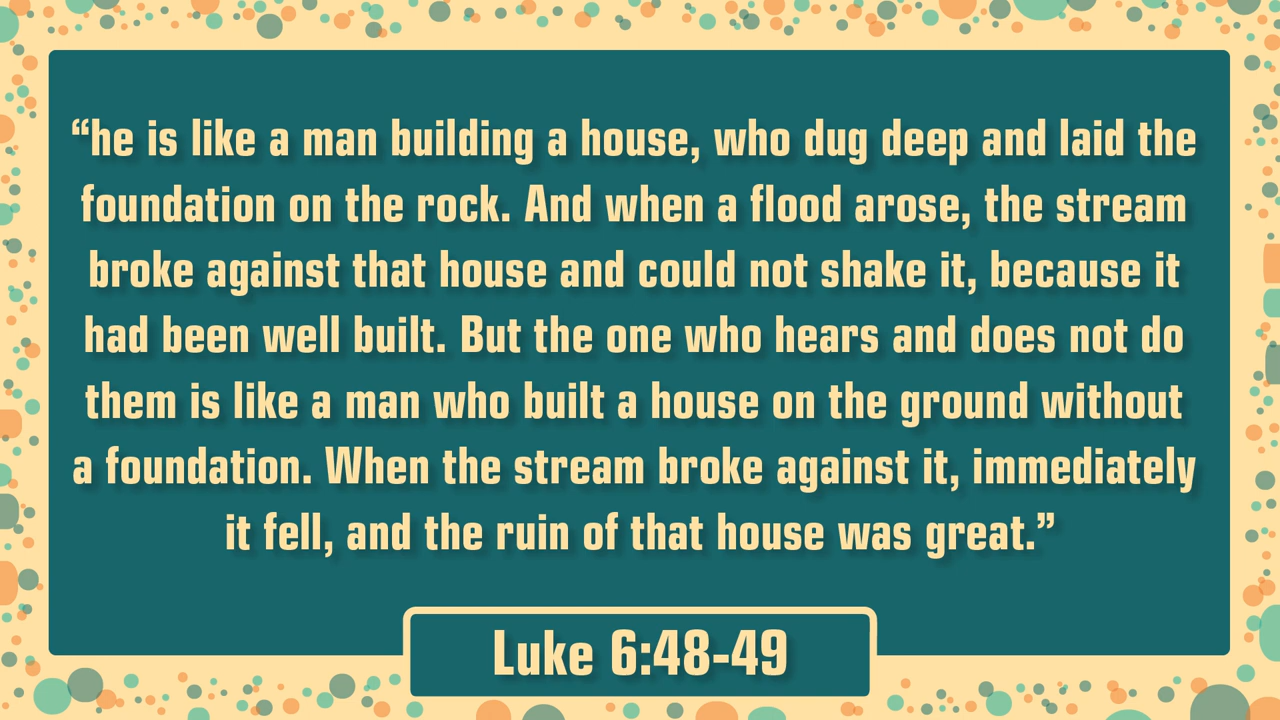 “he is like a man building a house, who dug deep and laid the
foundation on the rock. And when a flood arose, the stream
broke against that house and could not shake it, because it
had been well built. But the one who hears and does not do
them is like a man who built a house on the ground without
a foundation. When the stream broke against it, immediately
it fell, and the ruin of that house was great.”
Luke 6:48-49